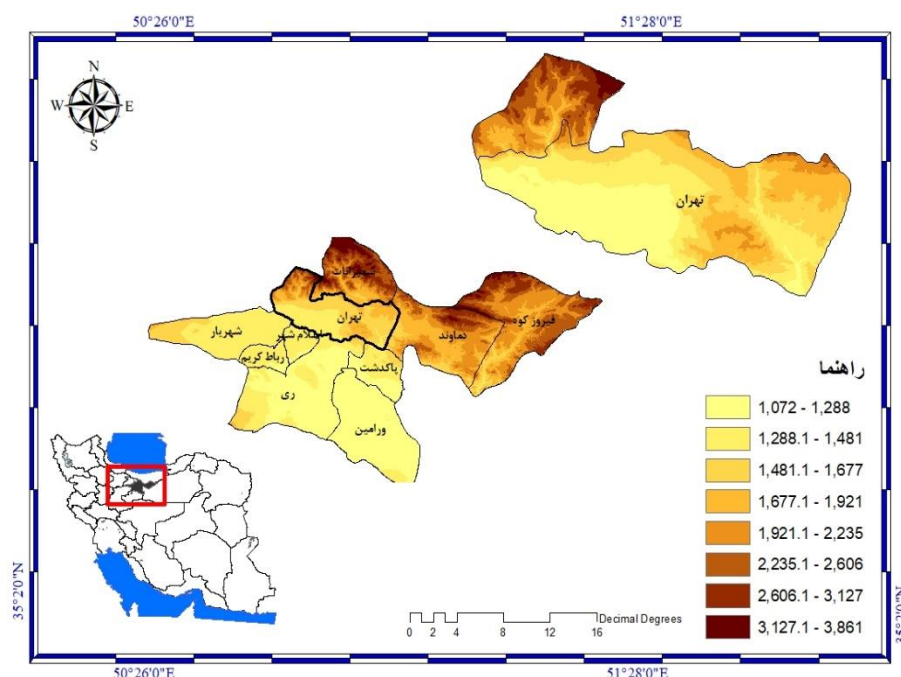 50°26'0"E 51°28'0"E
N
W E
S
تهران
شمیرانات
تهران
فیروز کوه
دماوند
شهریار
اسلام شهر
رباط کریم
پاکدشت
ری
ورامین
راهنما
1,072 - 1,288
1,288.1 - 1,481
1,481.1 - 1,677
1,677.1 - 1,921
1,921.1 - 2,235
2,235.1 - 2,606
2,606.1 - 3,127
3,127.1 - 3,861
35°2'0"N
Decimal Degrees
0 2 4 8 12 16
50°26'0"E 51°28'0"E